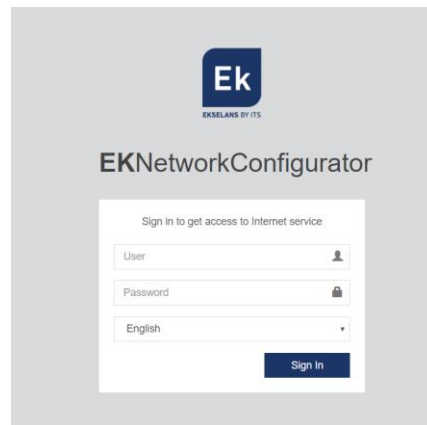 Ek
EKSELANS BY ITS
EKNetworkConfigurator
Sign in to get access to Internet service
User
Password
English
Sign In